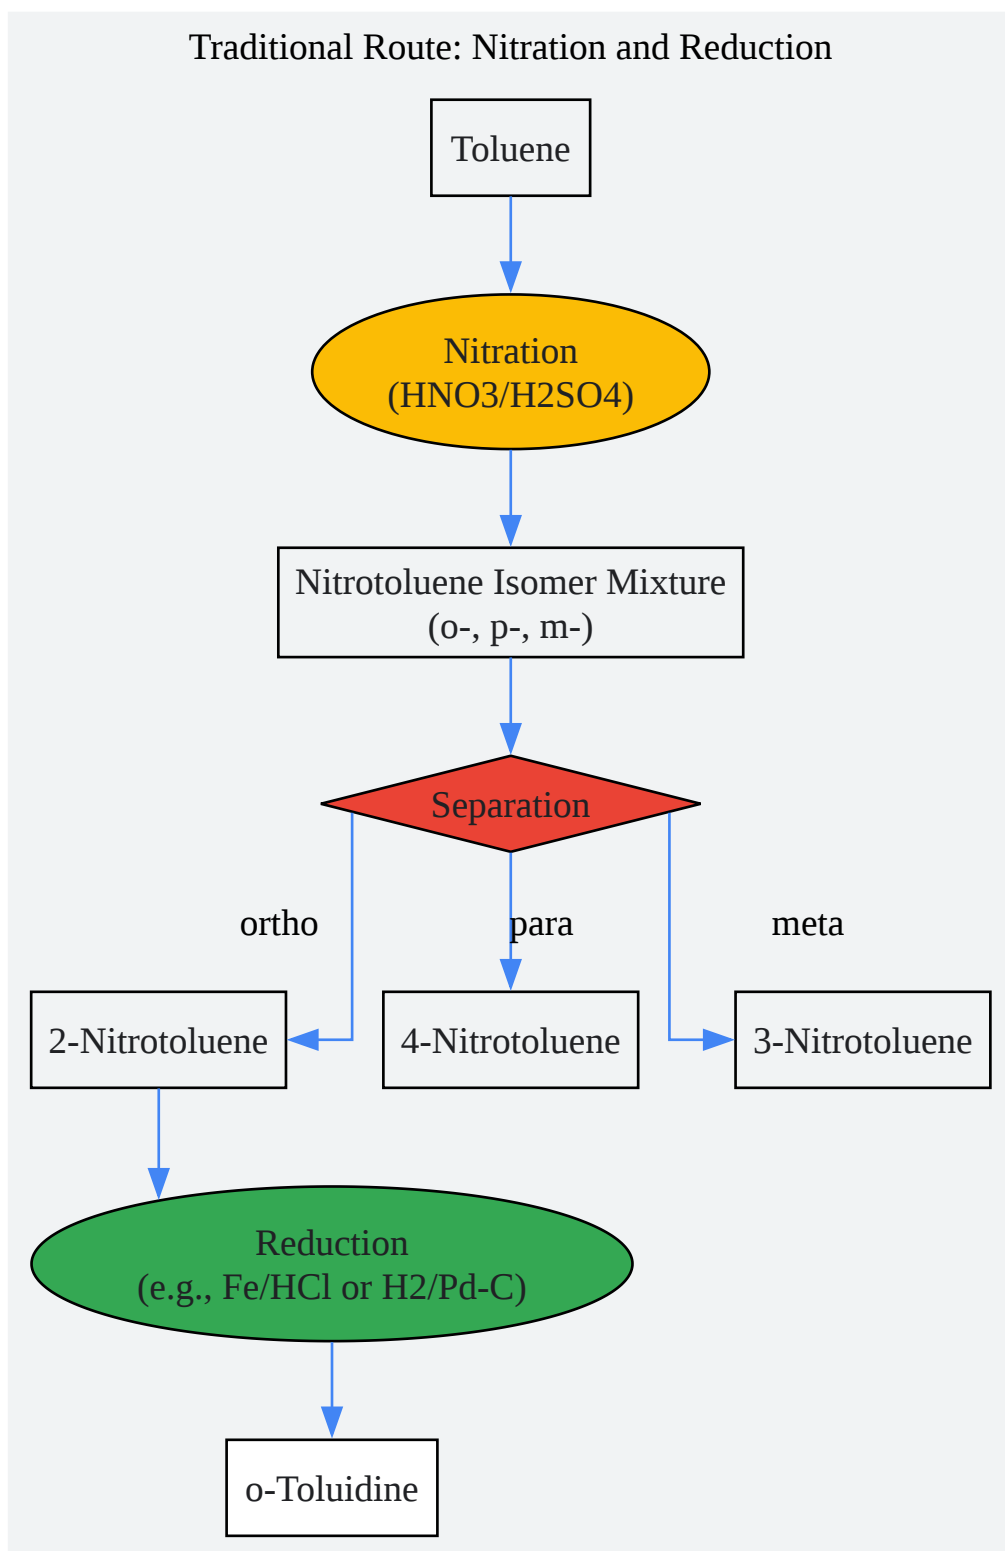 Traditional Route: Nitration and Reduction
Toluene
Nitration
(HNO3/H2SO4)
Nitrotoluene Isomer Mixture
(o-, p-, m-)
Separation
ortho
para
meta
2-Nitrotoluene
4-Nitrotoluene
3-Nitrotoluene
Reduction
(e.g., Fe/HCl or H2/Pd-C)
o-Toluidine